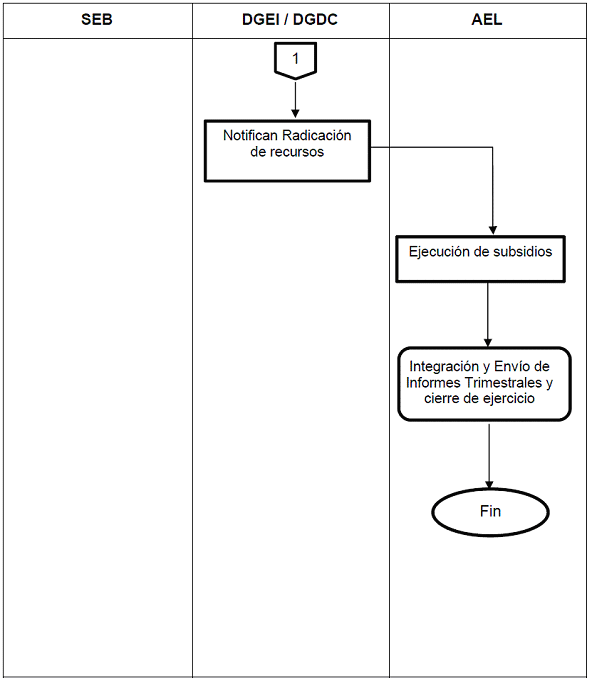 SEB
DGEI / DGDC
AEL
1
Notifican Radicación
de recursos
Ejecución de subsidios
Integración y Envío de
Informes Trimestrales y
cierre de ejercicio
Fin